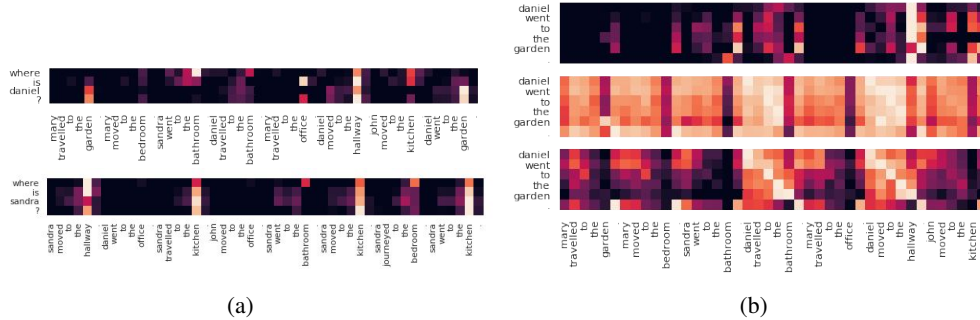 where
is
daniel
?
mary travelled to the garden . mary moved to the bedroom . sandra went to the bathroom . daniel travelled to the bathroom . mary travelled to the office . daniel moved to the hallway . john moved to the kitchen . daniel went to the garden .
where
is
sandra
?
sandra moved to the hallway . daniel went to the office . sandra travelled to the kitchen . john moved to the office . sandra went to the bathroom . sandra moved to the kitchen . sandra journeyed to the bedroom . sandra went to the kitchen .
(a)
daniel
went
to
the
garden
.
daniel
went
to
the
garden
.
daniel
went
to
the
garden
.
mary travelled to the garden . mary moved to the bedroom . sandra went to the bathroom . daniel travelled to the bathroom . mary travelled to the office . daniel moved to the hallway . john moved to the kitchen .
(b)